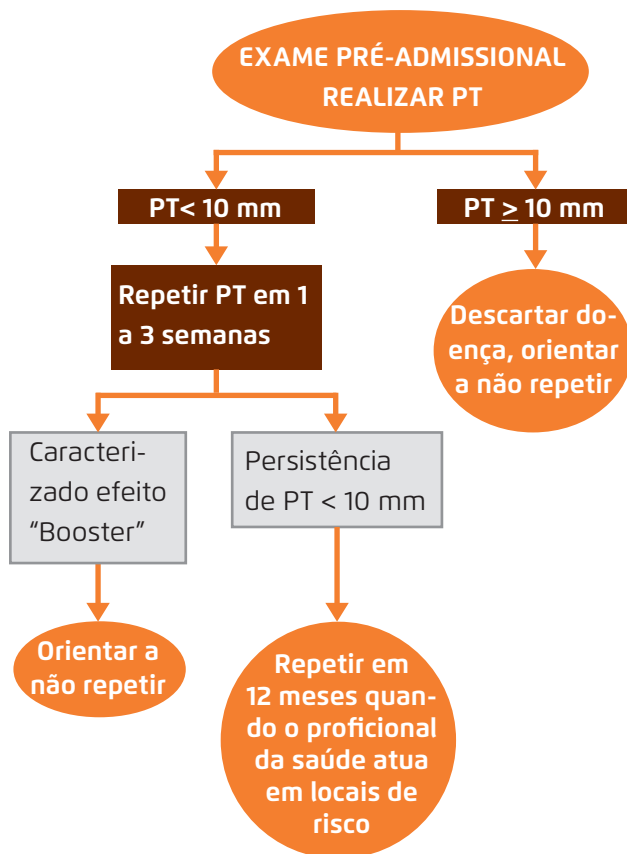 EXAME PRÉ-ADMISSIONAL
REALIZAR PT
PT< 10 mm
PT ≥ 10 mm
Repetir PT em 1
a 3 semanas
Descartar do-
ença, orientar
a não repetir
Caracteri-
zado efeito
“Booster”
Persistência
de PT < 10 mm
Orientar a
não repetir
Repetir em
12 meses quan-
do o proficional
da saúde atua
em locais de
risco